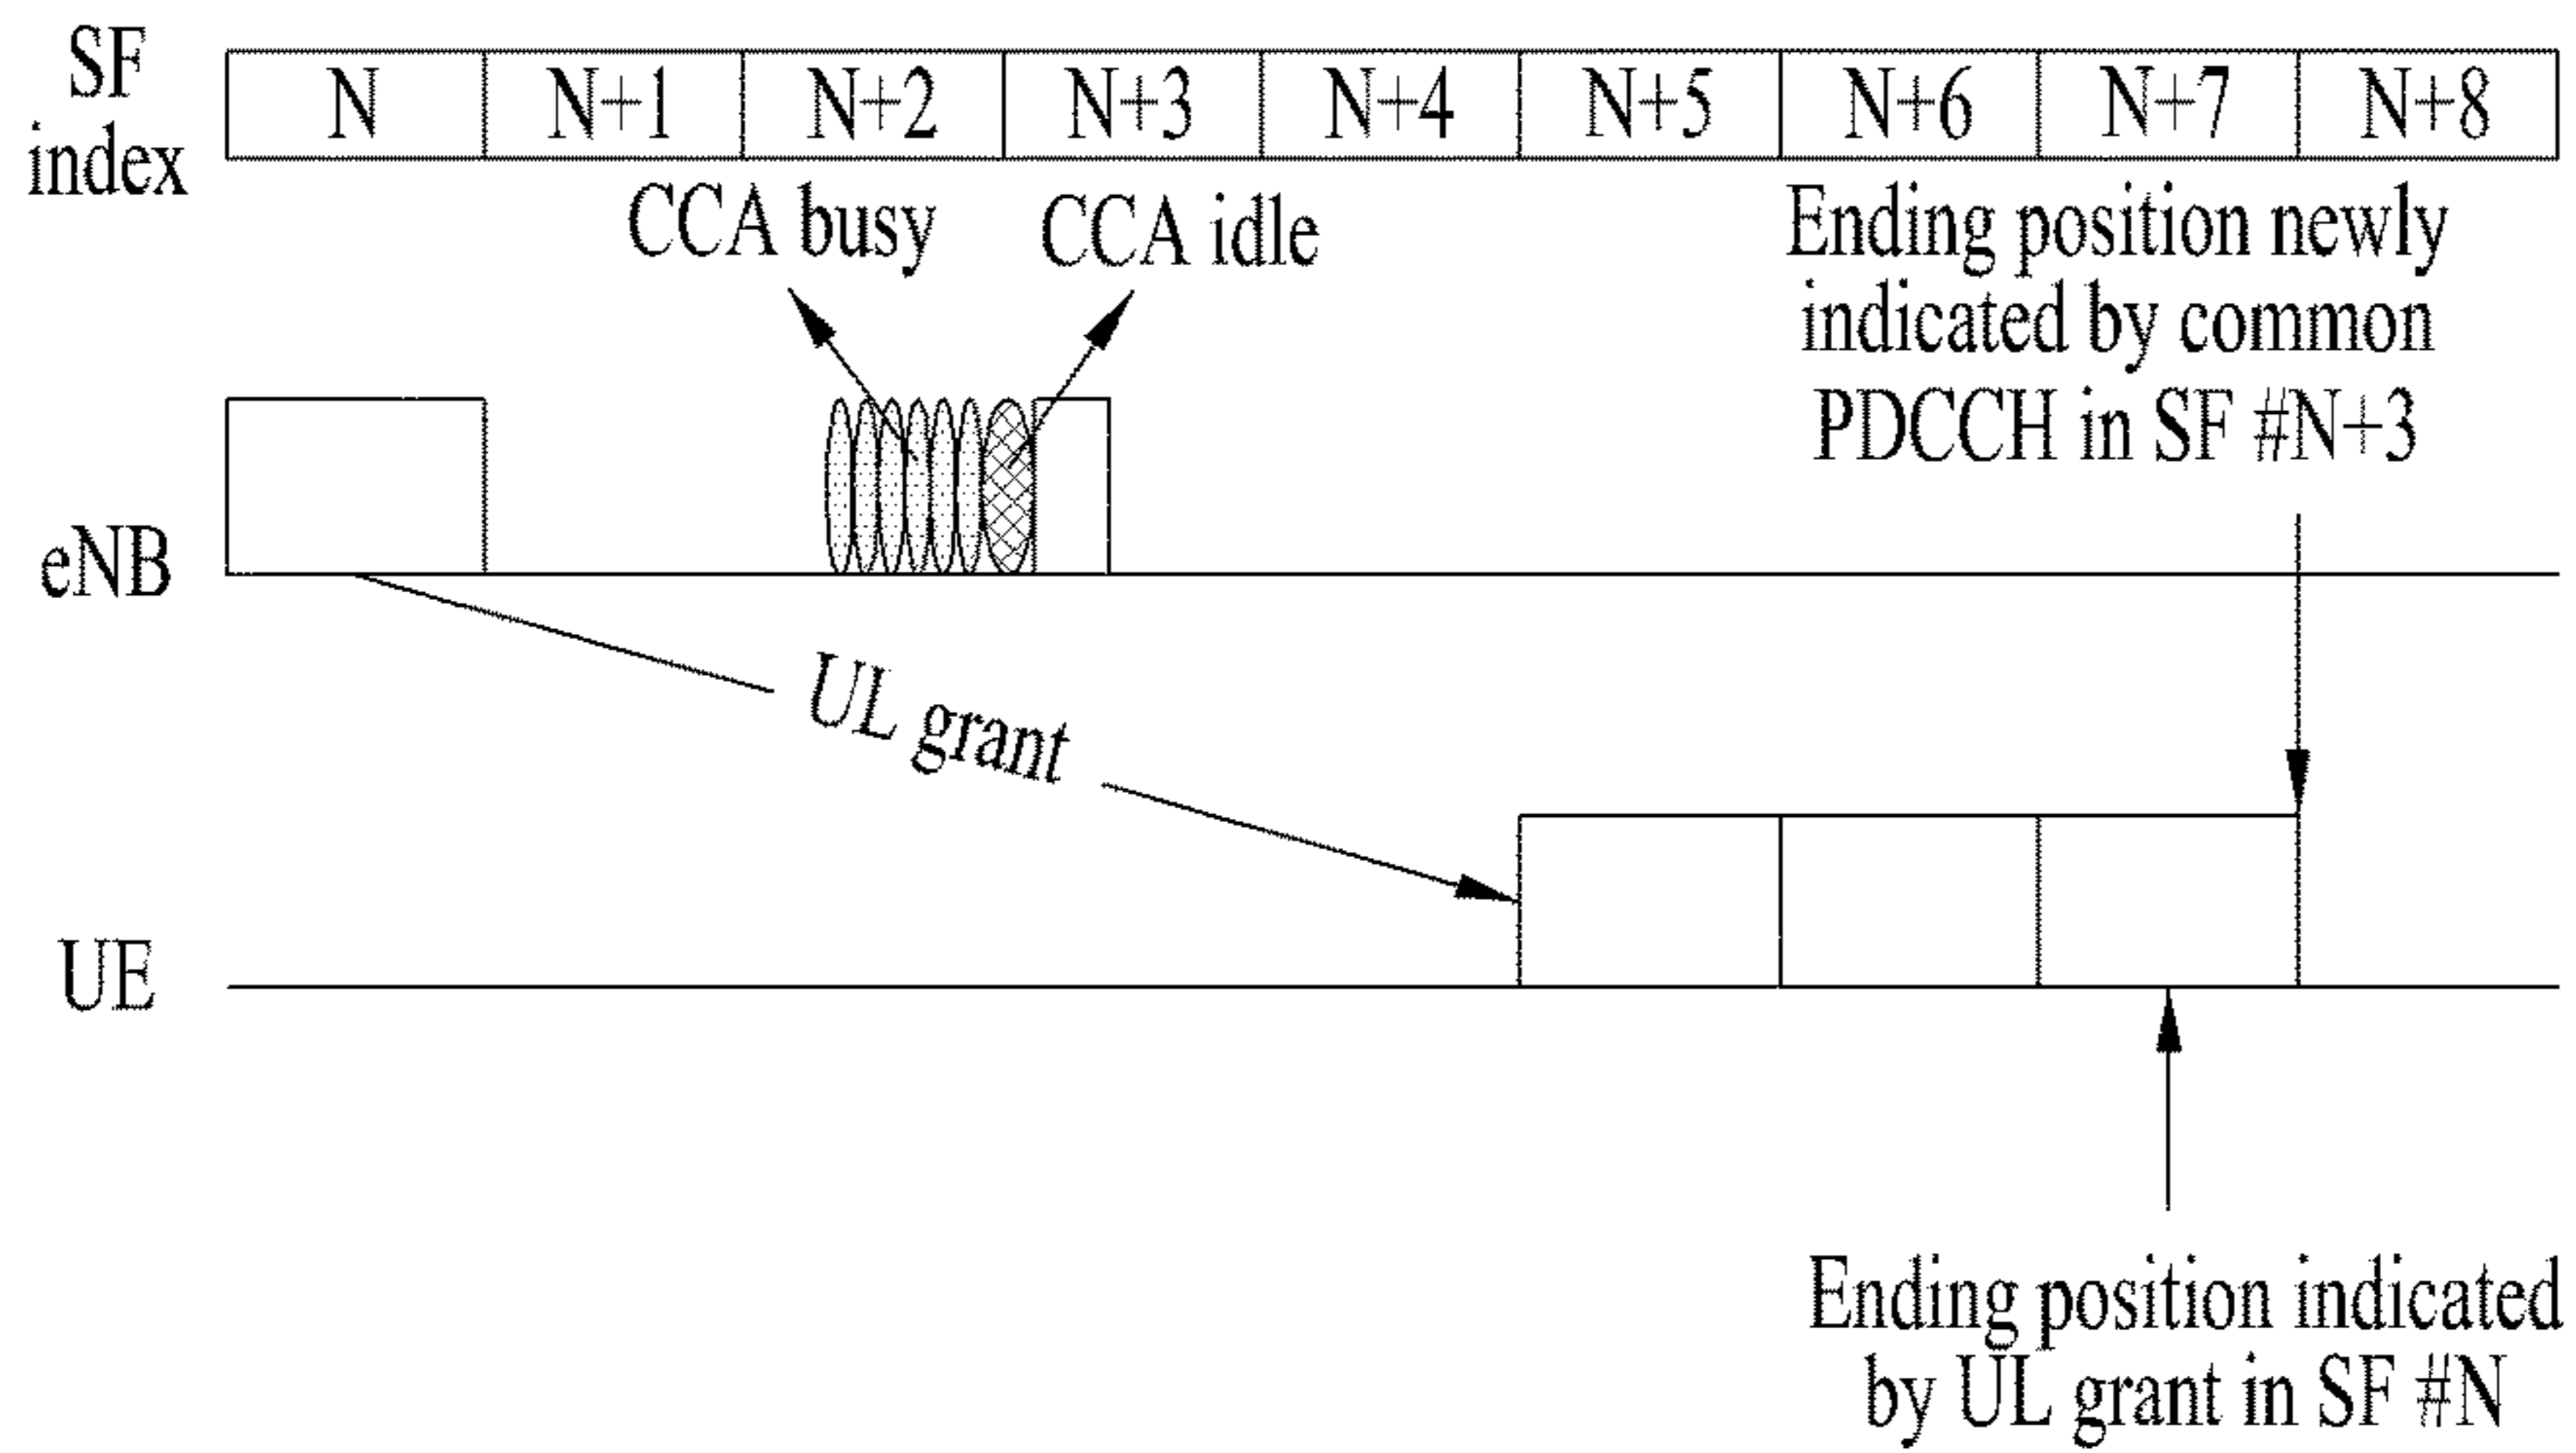 SF
index
N N+1 N+2 N+3 N+4 N+5 N+6 N+7 N+8
CCA busy
CCA idle
Ending position newly
indicated by common
PDCCH in SF #N+3
eNB
UL grant
UE
Ending position indicated
by UL grant in SF #N